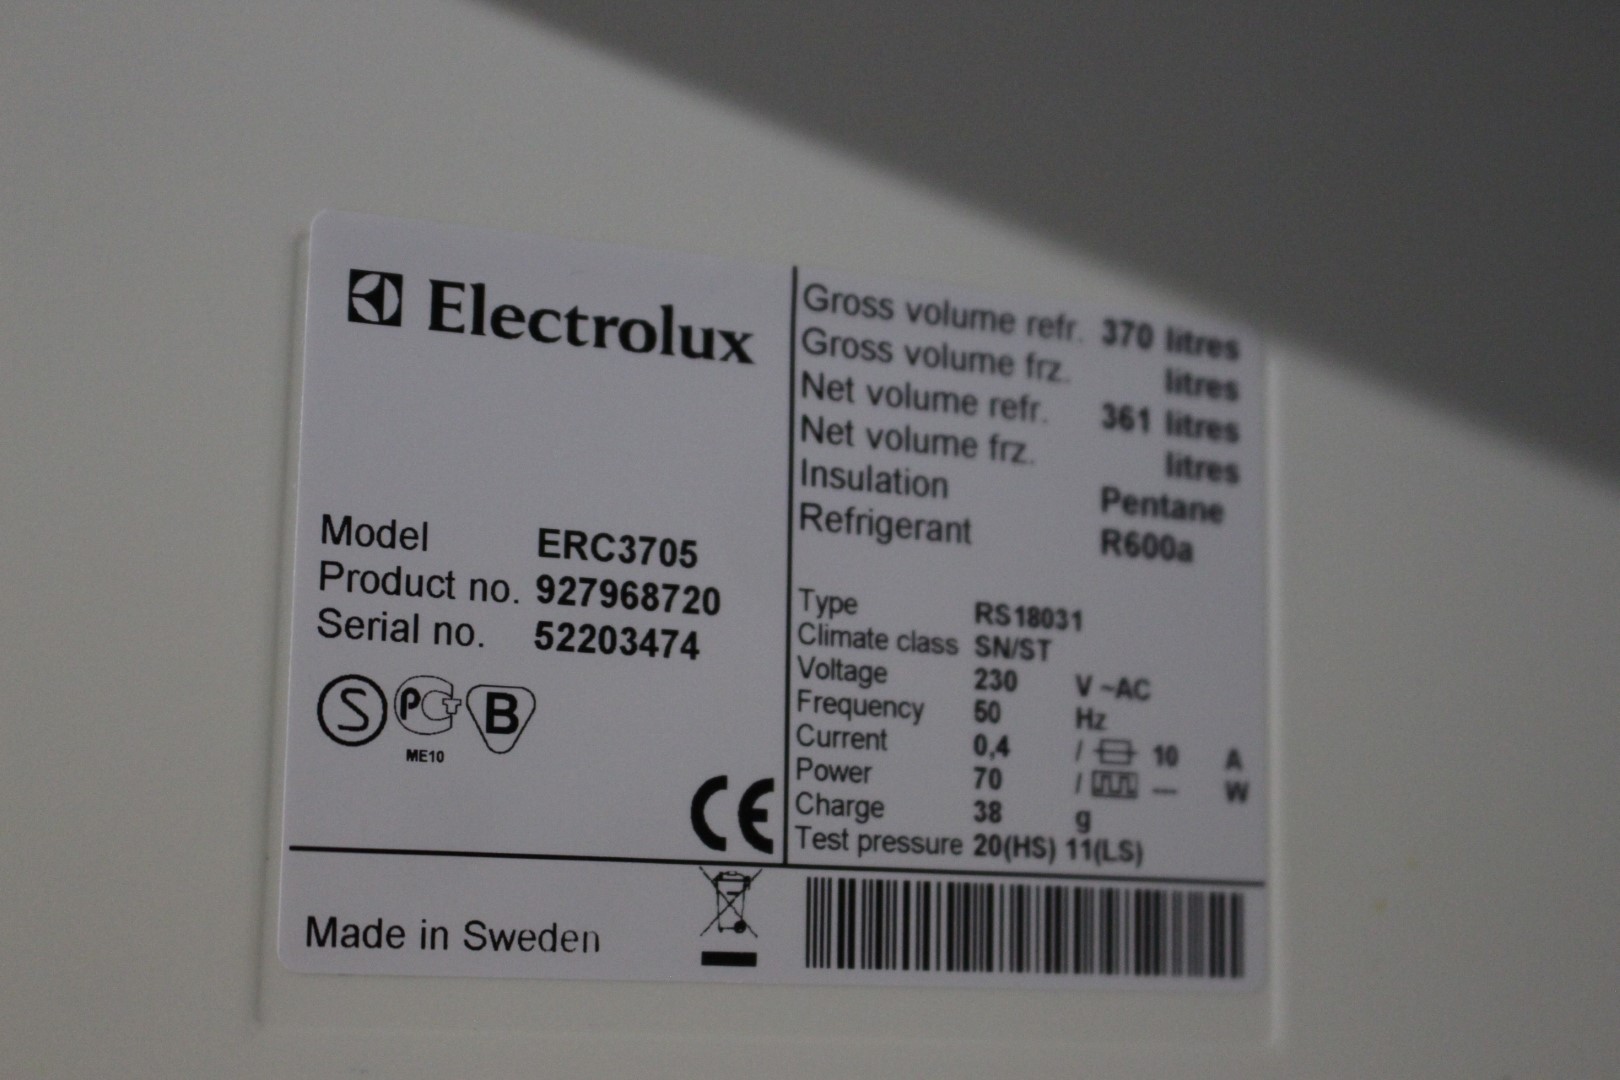 Electrolux
Model ERC3705
Product no. 927968720
Serial no. 52203474
S PCT B
ME10
CE
Made in Sweden
Gross volume refr. 370 litres
Gross volume frz. litres
Net volume refr. 361 litres
Net volume frz. litres
Insulation Pentane
Refrigerant R600a
Type RS18031
Climate class SN/ST
Voltage 230 V ~AC
Frequency 50 Hz
Current 0,4 / 10 A
Power 70 / --- W
Charge 38 g
Test pressure 20(HS) 11(LS)